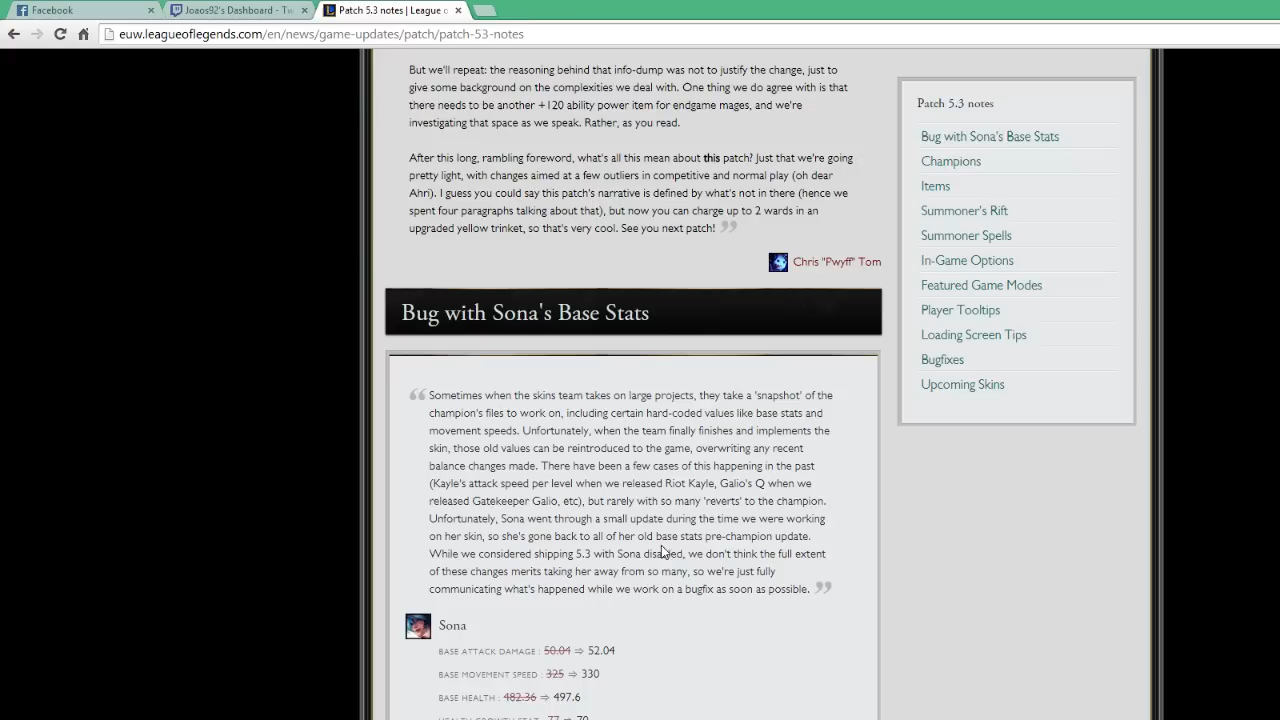 Facebook
Joaos92's Dashboard - Tw
Patch 5.3 notes | League o
euw.leagueoflegends.com/en/news/game-updates/patch/patch-53-notes
But we'll repeat: the reasoning behind that info-dump was not to justify the change, just to
give some background on the complexities we deal with. One thing we do agree with is that
there needs to be another +120 ability power item for endgame mages, and we're
investigating that space as we speak. Rather, as you read.
After this long, rambling foreword, what's all this mean about this patch? Just that we're going
pretty light, with changes aimed at a few outliers in competitive and normal play (oh dear
Ahri). I guess you could say this patch's narrative is defined by what's not in there (hence we
spent four paragraphs talking about that), but now you can charge up to 2 wards in an
upgraded yellow trinket, so that's very cool. See you next patch! ”
Chris "Pwyff" Tom
Bug with Sona's Base Stats
“ Sometimes when the skins team takes on large projects, they take a 'snapshot' of the
champion's files to work on, including certain hard-coded values like base stats and
movement speeds. Unfortunately, when the team finally finishes and implements the
skin, those old values can be reintroduced to the game, overwriting any recent
balance changes made. There have been a few cases of this happening in the past
(Kayle's attack speed per level when we released Riot Kayle, Galio's Q when we
released Gatekeeper Galio, etc), but rarely with so many 'reverts' to the champion.
Unfortunately, Sona went through a small update during the time we were working
on her skin, so she's gone back to all of her old base stats pre-champion update.
While we considered shipping 5.3 with Sona disabled, we don't think the full extent
of these changes merits taking her away from so many, so we're just fully
communicating what's happened while we work on a bugfix as soon as possible. ”
Sona
BASE ATTACK DAMAGE : 50.04 ⇒ 52.04
BASE MOVEMENT SPEED : 325 ⇒ 330
BASE HEALTH : 482.36 ⇒ 497.6
HEALTH GROWTH STAT : 77 ⇒ 70
Patch 5.3 notes
Bug with Sona's Base Stats
Champions
Items
Summoner's Rift
Summoner Spells
In-Game Options
Featured Game Modes
Player Tooltips
Loading Screen Tips
Bugfixes
Upcoming Skins